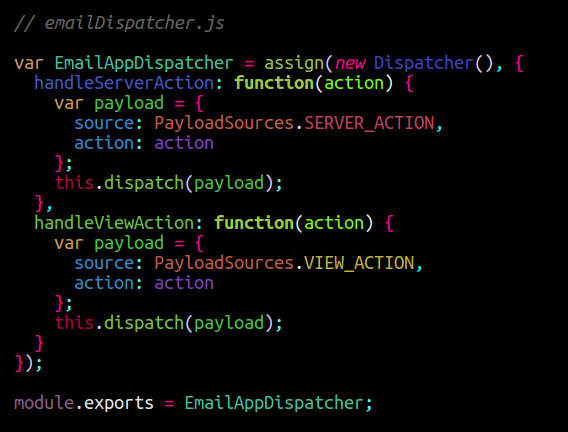 // emailDispatcher.js

var EmailAppDispatcher = assign(new Dispatcher(), {
  handleServerAction: function(action) {
    var payload = {
      source: PayloadSources.SERVER_ACTION,
      action: action
    };
    this.dispatch(payload);
  },
  handleViewAction: function(action) {
    var payload = {
      source: PayloadSources.VIEW_ACTION,
      action: action
    };
    this.dispatch(payload);
  }
});

module.exports = EmailAppDispatcher;